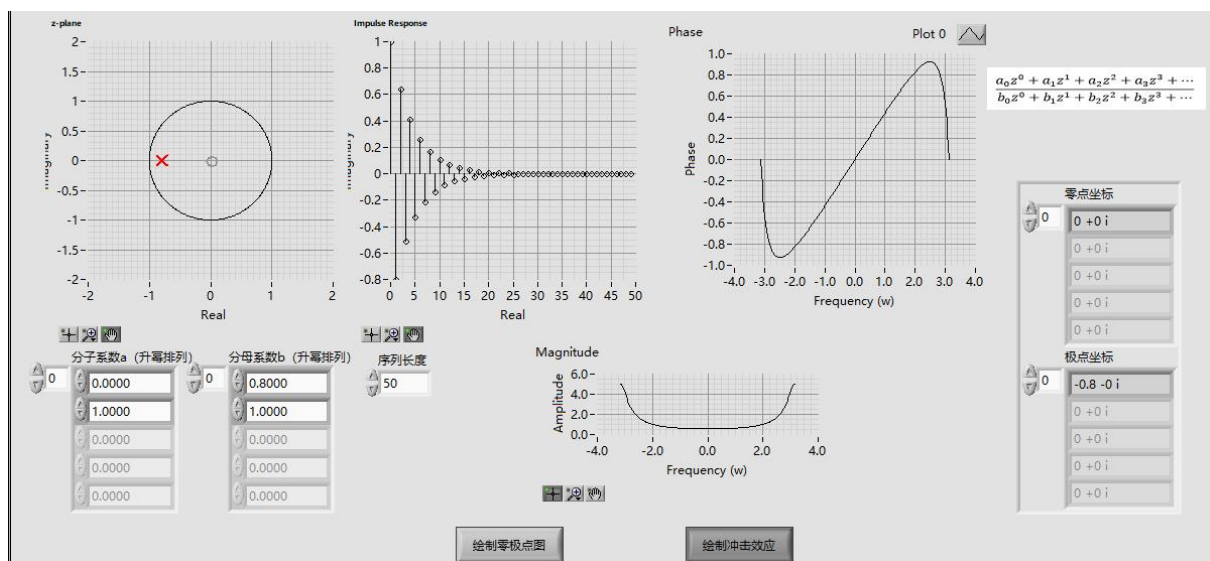 z-plane
2
1.5
1
0.5
0
-0.5
-1
-1.5
-2
-2 -1 0 1 2
Real
Impulse Response
1
0.8
0.6
0.4
0.2
0
-0.2
-0.4
-0.6
-0.8
0 5 10 15 20 25 30 35 40 45 50
Real
Phase
Plot 0
Phase
1.0
0.8
0.6
0.4
0.2
0.0
-0.2
-0.4
-0.6
-0.8
-1.0
-4.0 -3.0 -2.0 -1.0 0.0 1.0 2.0 3.0 4.0
Frequency (w)
a₀z⁰ + a₁z¹ + a₂z² + a₃z³ + ⋯
b₀z⁰ + b₁z¹ + b₂z² + b₃z³ + ⋯
零点坐标
0
0 +0 i
0 +0 i
0 +0 i
0 +0 i
0 +0 i
极点坐标
0
-0.8 -0 i
0 +0 i
0 +0 i
0 +0 i
0 +0 i
分子系数a（升幂排列）
0
0.0000
1.0000
0.0000
0.0000
0.0000
分母系数b（升幂排列）
0
0.8000
1.0000
0.0000
0.0000
0.0000
序列长度
50
Magnitude
Amplitude
6.0
4.0
2.0
0.0
-4.0 -2.0 0.0 2.0 4.0
Frequency (w)
绘制零极点图
绘制冲击效应